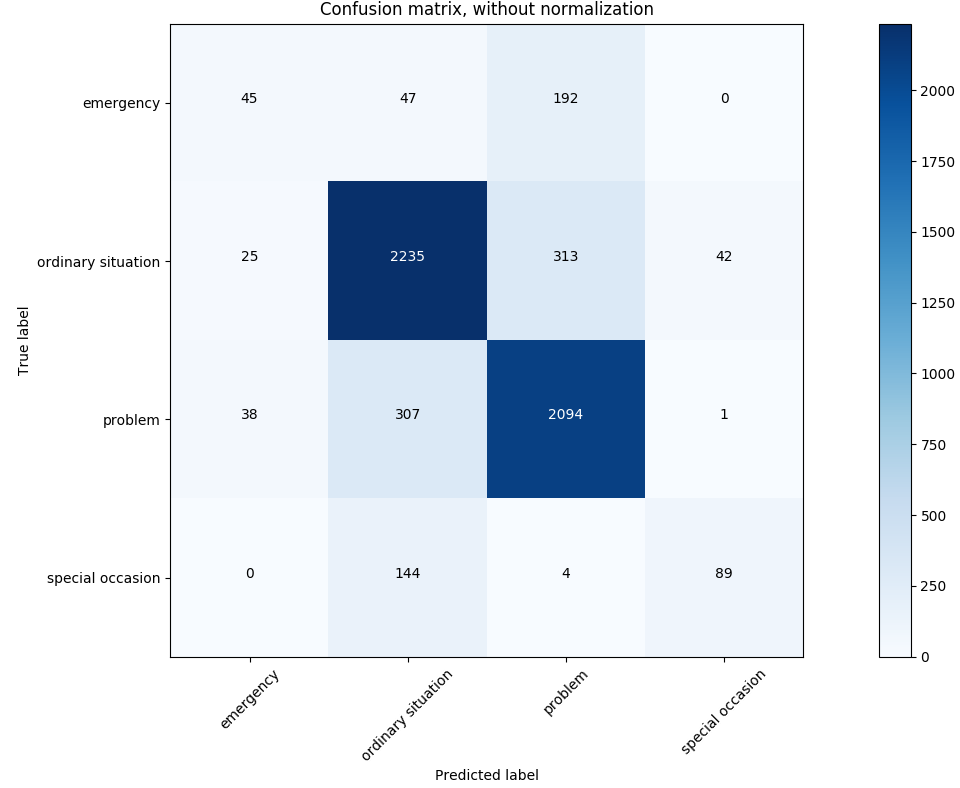 Confusion matrix, without normalization
emergency 45 47 192 0
ordinary situation 25 2235 313 42
problem 38 307 2094 1
special occasion 0 144 4 89
True label
emergency ordinary situation problem special occasion
Predicted label
2000
1750
1500
1250
1000
750
500
250
0